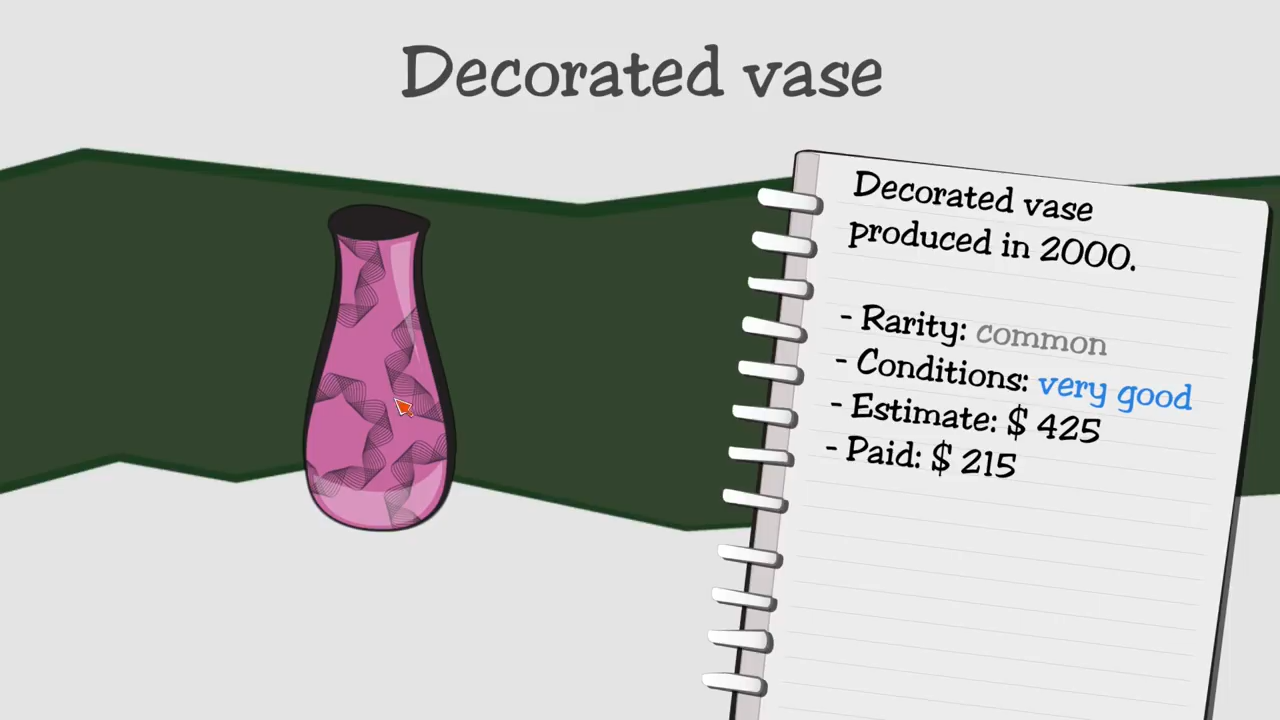 Decorated vase
Decorated vase
produced in 2000.
- Rarity: common
- Conditions: very good
- Estimate: $ 425
- Paid: $ 215